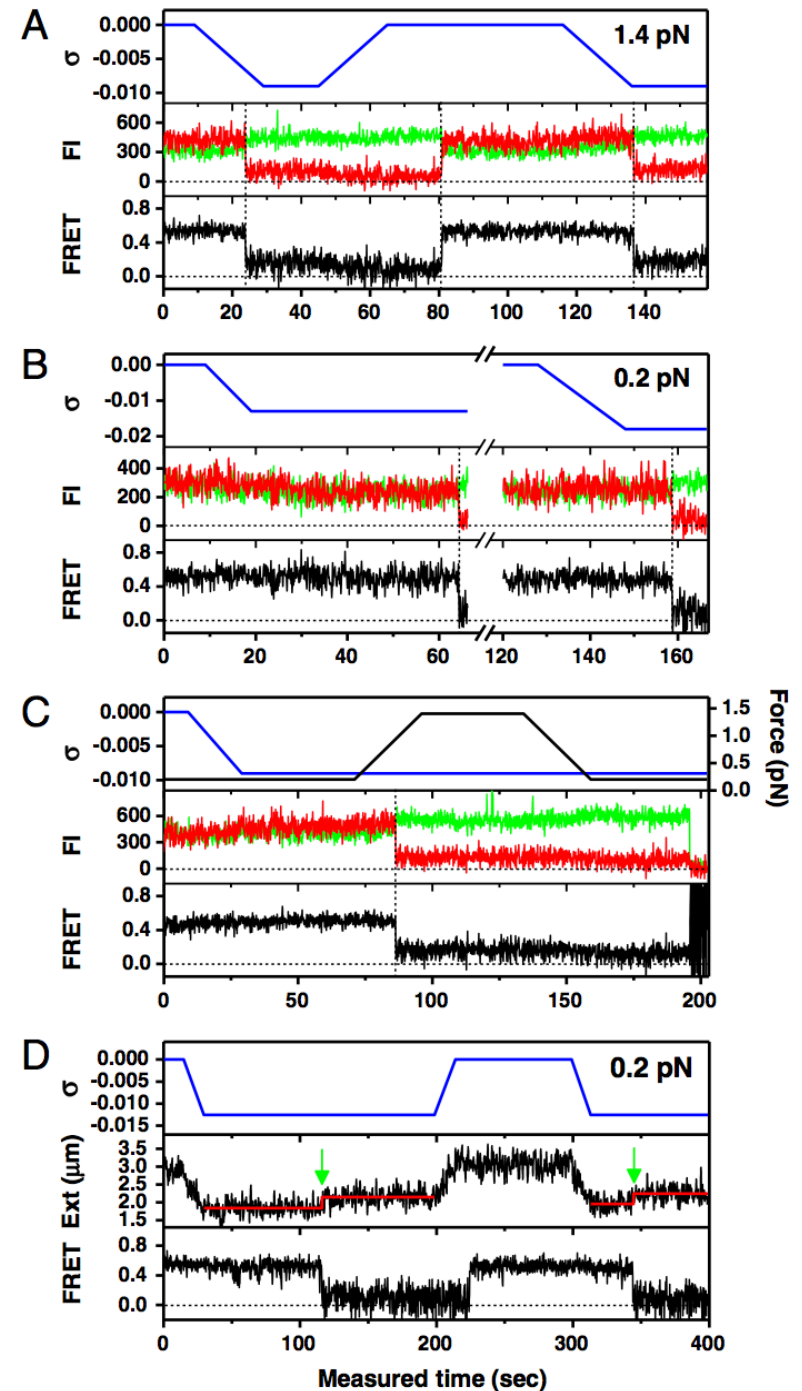 A
1.4 pN
σ
0.000
-0.005
-0.010
FI
600
300
0
FRET
0.8
0.4
0.0
0 20 40 60 80 100 120 140
B
0.2 pN
σ
0.00
-0.01
-0.02
FI
400
200
0
FRET
0.8
0.4
0.0
0 20 40 60 120 140 160
C
σ
0.000
-0.005
-0.010
Force (pN)
1.5
1.0
0.5
0.0
FI
600
300
0
FRET
0.8
0.4
0.0
0 50 100 150 200
D
0.2 pN
σ
0.000
-0.005
-0.010
-0.015
Ext (μm)
3.5
3.0
2.5
2.0
1.5
FRET
0.8
0.4
0.0
0 100 200 300 400
Measured time (sec)